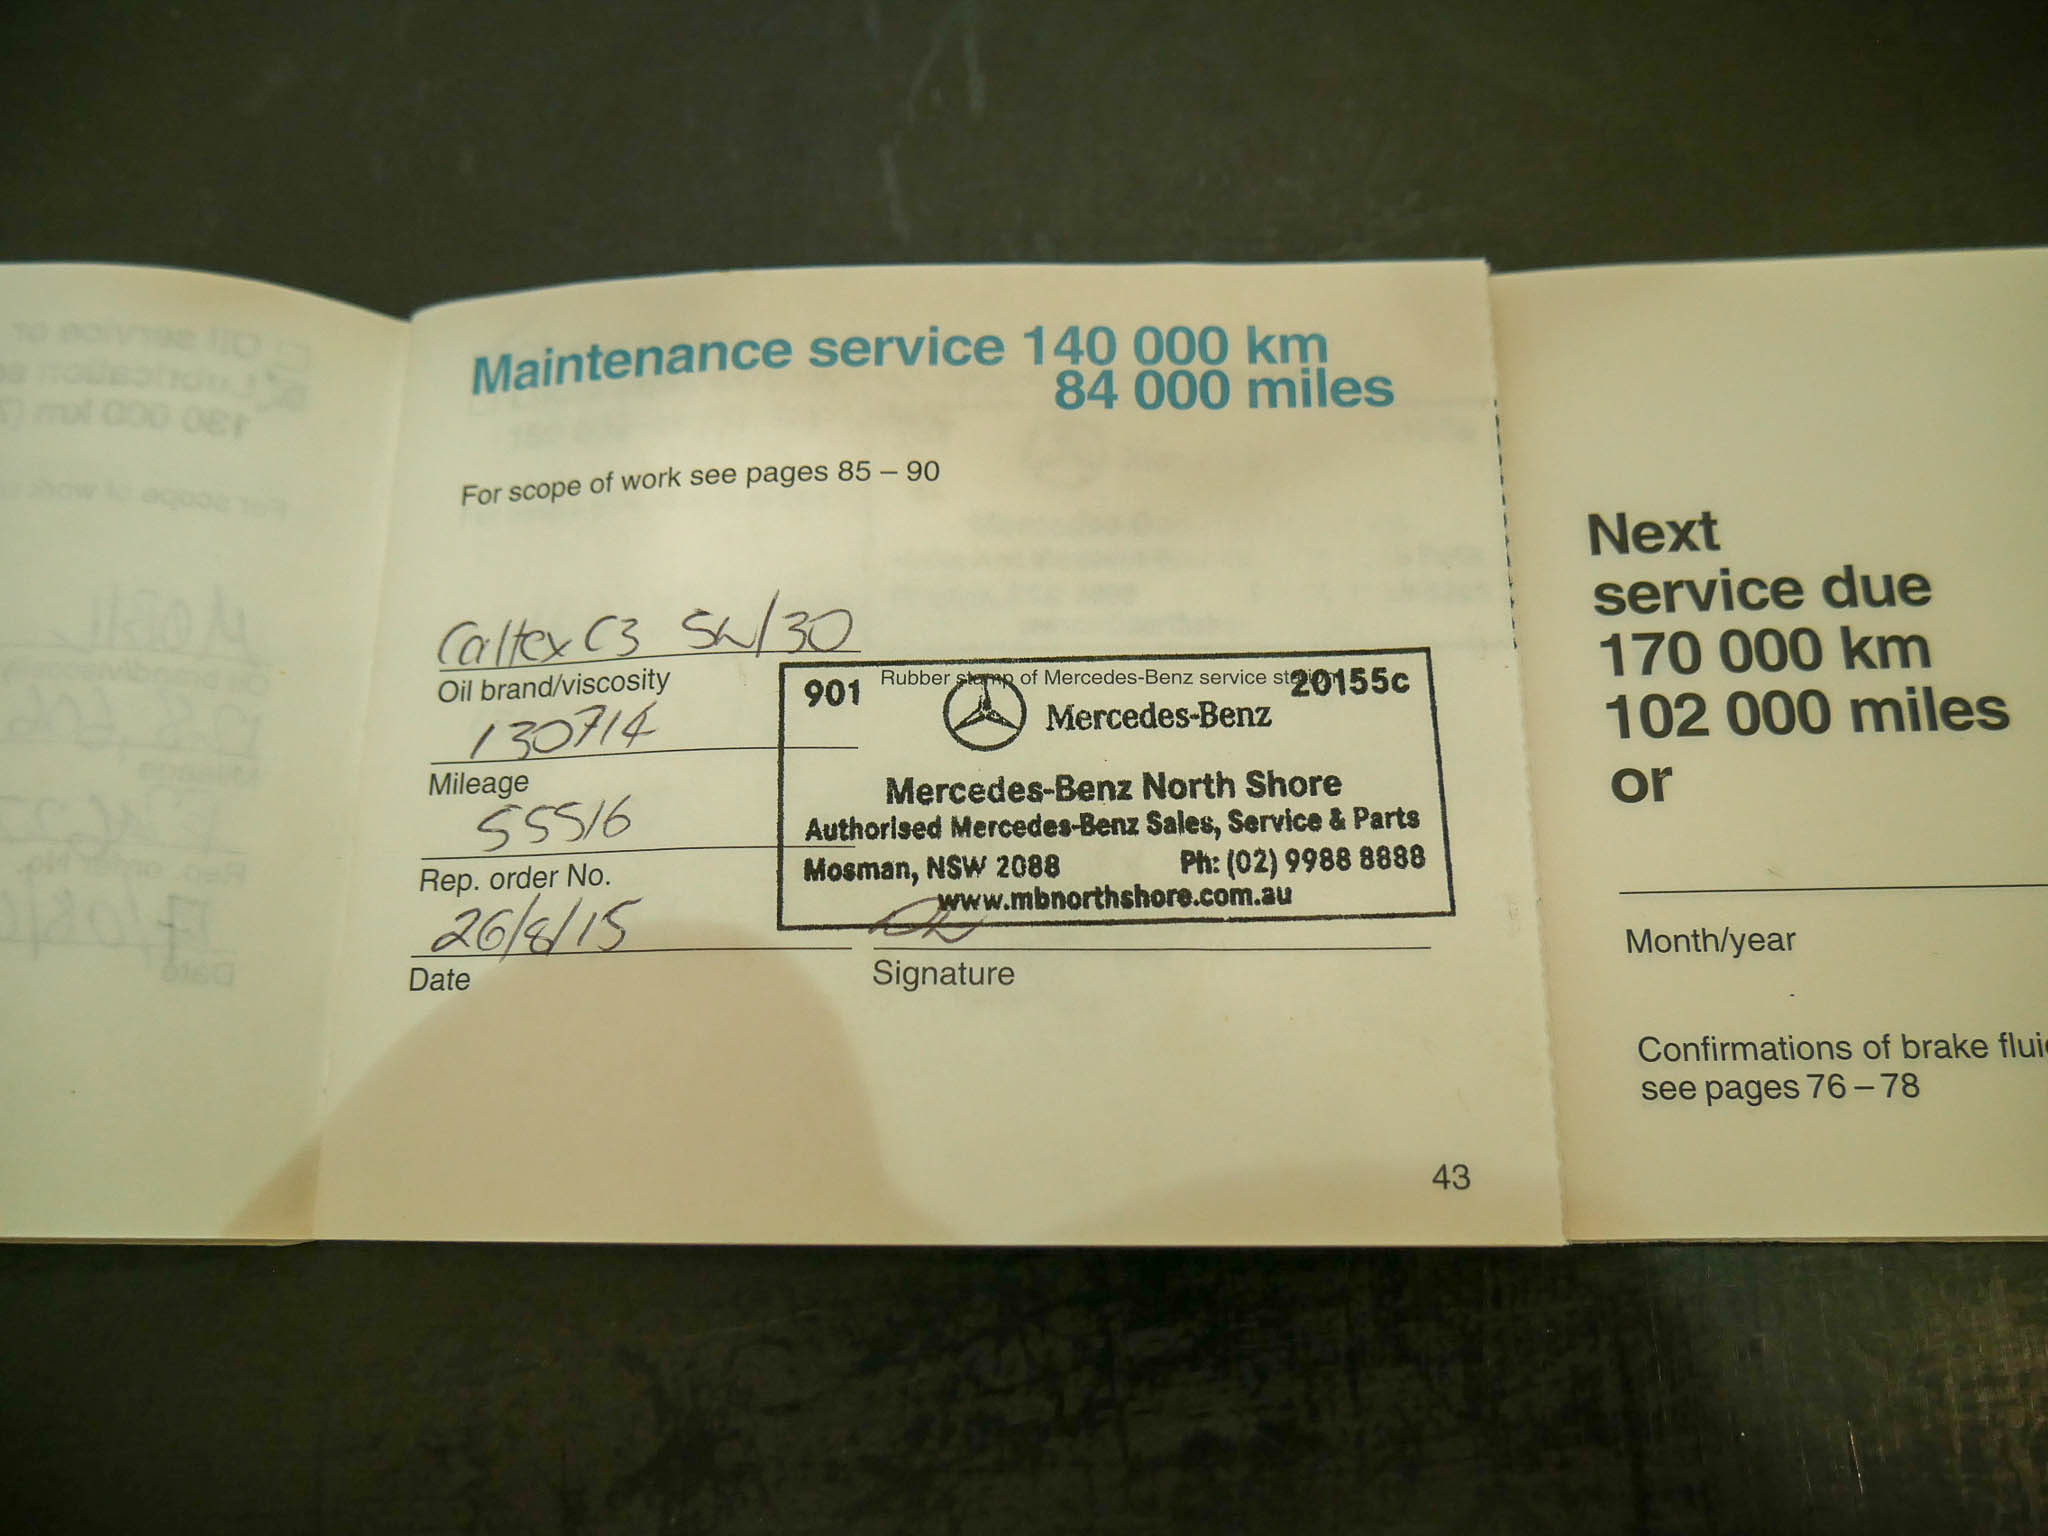 Maintenance service 140 000 km
84 000 miles
For scope of work see pages 85 – 90
Caltex C3 5W/30
Oil brand/viscosity
130714
Mileage
55516
Rep. order No.
26/8/15
Date
Rubber stamp of Mercedes-Benz service station
901
20155c
Mercedes-Benz
Mercedes-Benz North Shore
Authorised Mercedes-Benz Sales, Service & Parts
Mosman, NSW 2088 Ph: (02) 9988 8888
www.mbnorthshore.com.au
Signature
43
Next
service due
170 000 km
102 000 miles
or
Month/year
Confirmations of brake
see pages 76 – 78